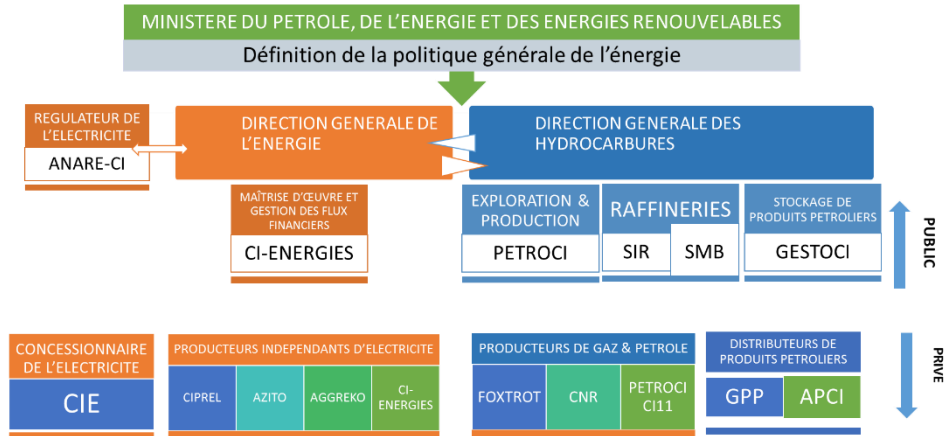 MINISTERE DU PETROLE, DE L'ENERGIE ET DES ENERGIES RENOUVELABLES
Définition de la politique générale de l'énergie
REGULATEUR DE
L'ELECTRICITE
ANARE-CI
DIRECTION GENERALE DE
L'ENERGIE
DIRECTION GENERALE DES
HYDROCARBURES
MAÎTRISE D'ŒUVRE ET
GESTION DES FLUX
FINANCIERS
CI-ENERGIES
EXPLORATION &
PRODUCTION
PETROCI
RAFFINERIES
SIR
SMB
STOCKAGE DE
PRODUITS PETROLIERS
GESTOCI
PUBLIC
CONCESSIONNAIRE
DE L'ELECTRICITE
CIE
PRODUCTEURS INDEPENDANTS D'ELECTRICITE
CIPREL
AZITO
AGGREKO
CI-
ENERGIES
PRODUCTEURS DE GAZ & PETROLE
FOXTROT
CNR
PETROCI
CI11
DISTRIBUTEURS DE
PRODUITS PETROLIERS
GPP
APCI
PRIVE